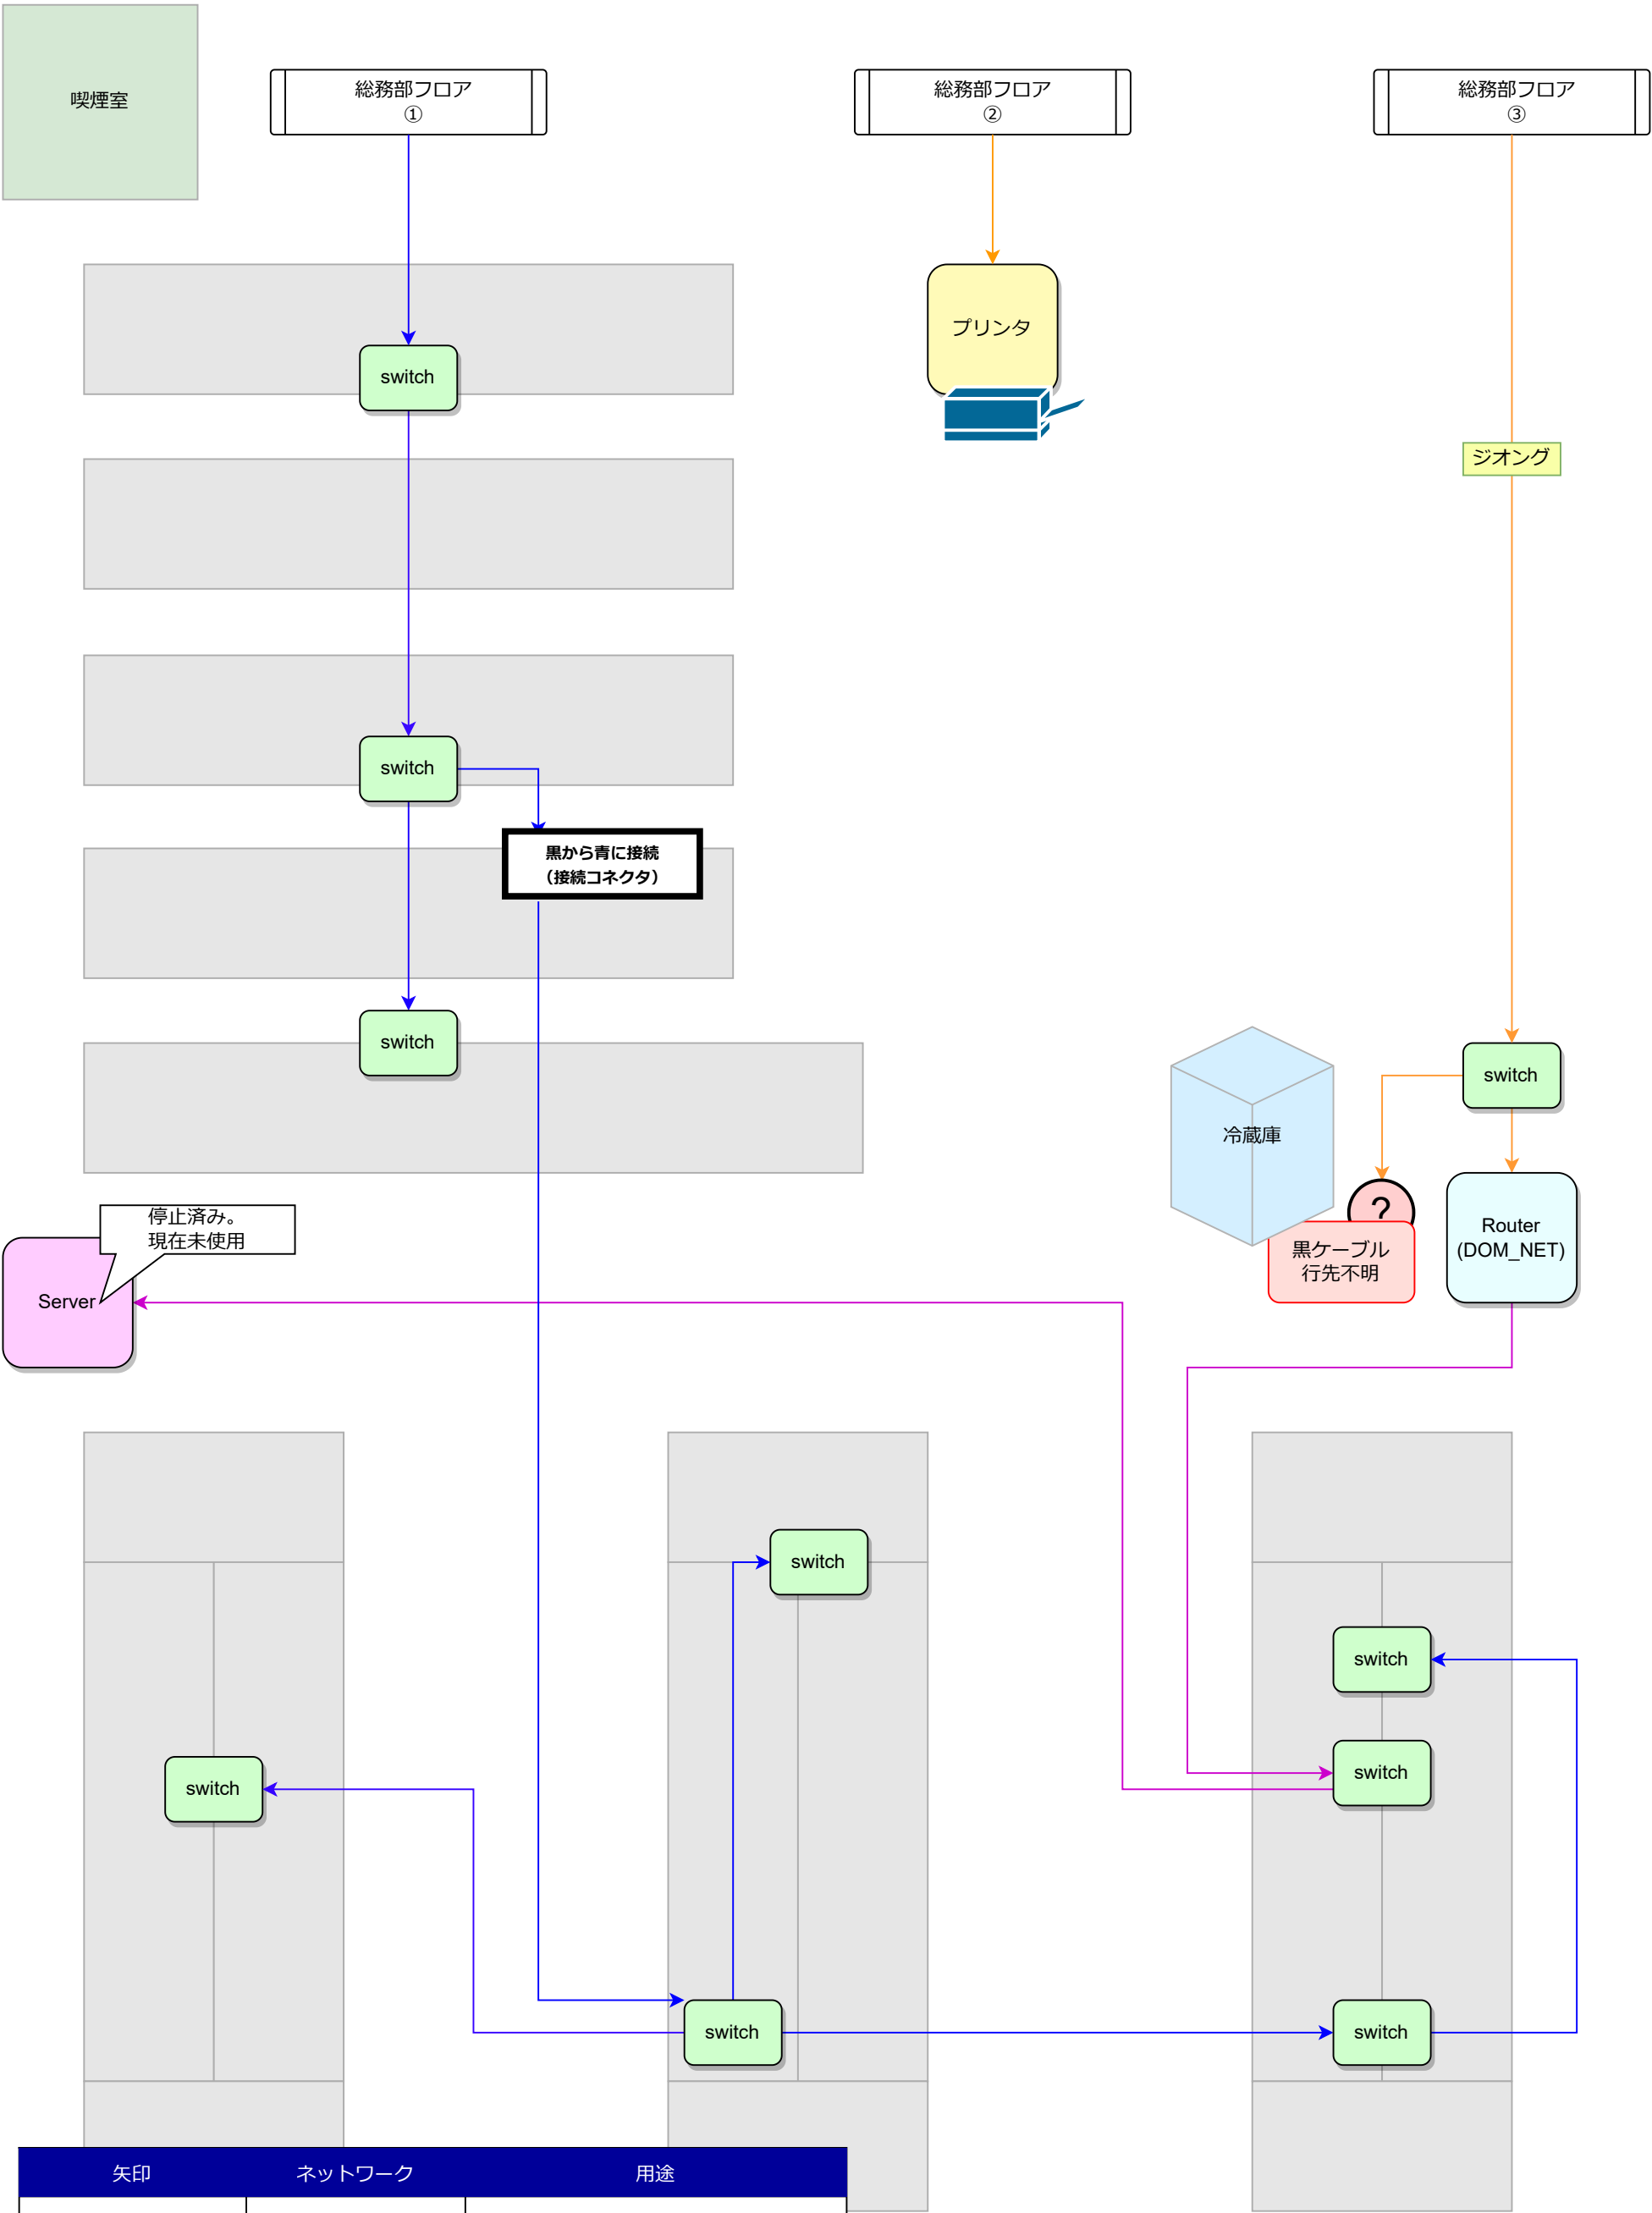 喫煙室
総務部フロア
①
総務部フロア
②
総務部フロア
③
switch
プリンタ
ジオング
switch
黒から青に接続
（接続コネクタ）
switch
switch
冷蔵庫
?
黒ケーブル
行先不明
Router
(DOM_NET)
停止済み。
現在未使用
Server
switch
switch
switch
switch
switch
switch
矢印
ネットワーク
用途